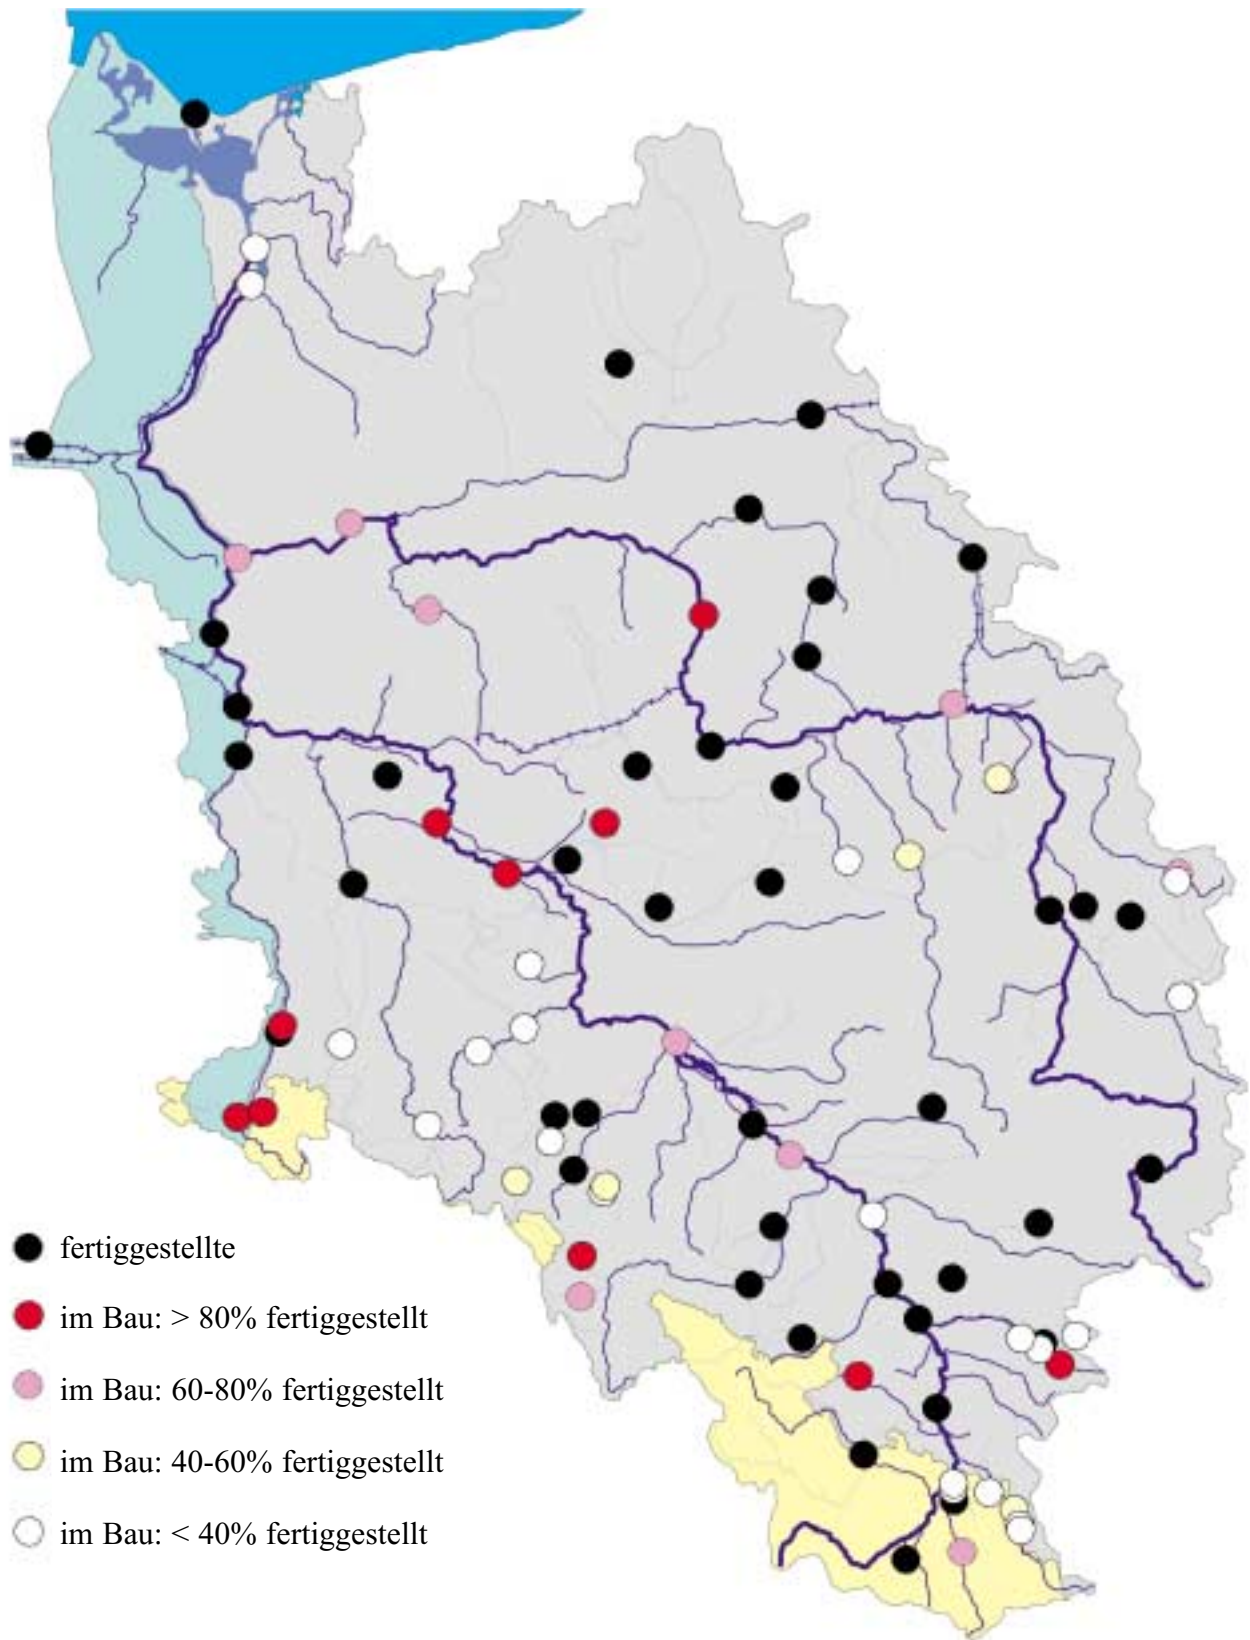 fertiggestellte
im Bau: > 80% fertiggestellt
im Bau: 60-80% fertiggestellt
im Bau: 40-60% fertiggestellt
im Bau: < 40% fertiggestellt